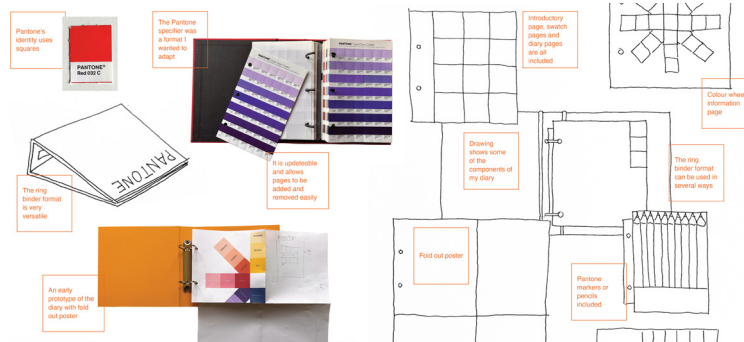 Pantone's
identity uses
squares
PANTONE®
Red 032 C
The Pantone
specifier was
a format I
wanted to
adapt
PANTONE
It is updateable
and allows
pages to be
added and
removed easily
The ring
binder format
is very
versatile
PANTONE
An early
prototype of the
diary with fold
out poster
Introductory
page, swatch
pages and
diary pages
are all
included
Colour whee
information
page
Drawing
shows some
of the
components of
my diary
The ring
binder format
can be used in
several ways
Fold out poster
Pantone
markers or
pencils
included